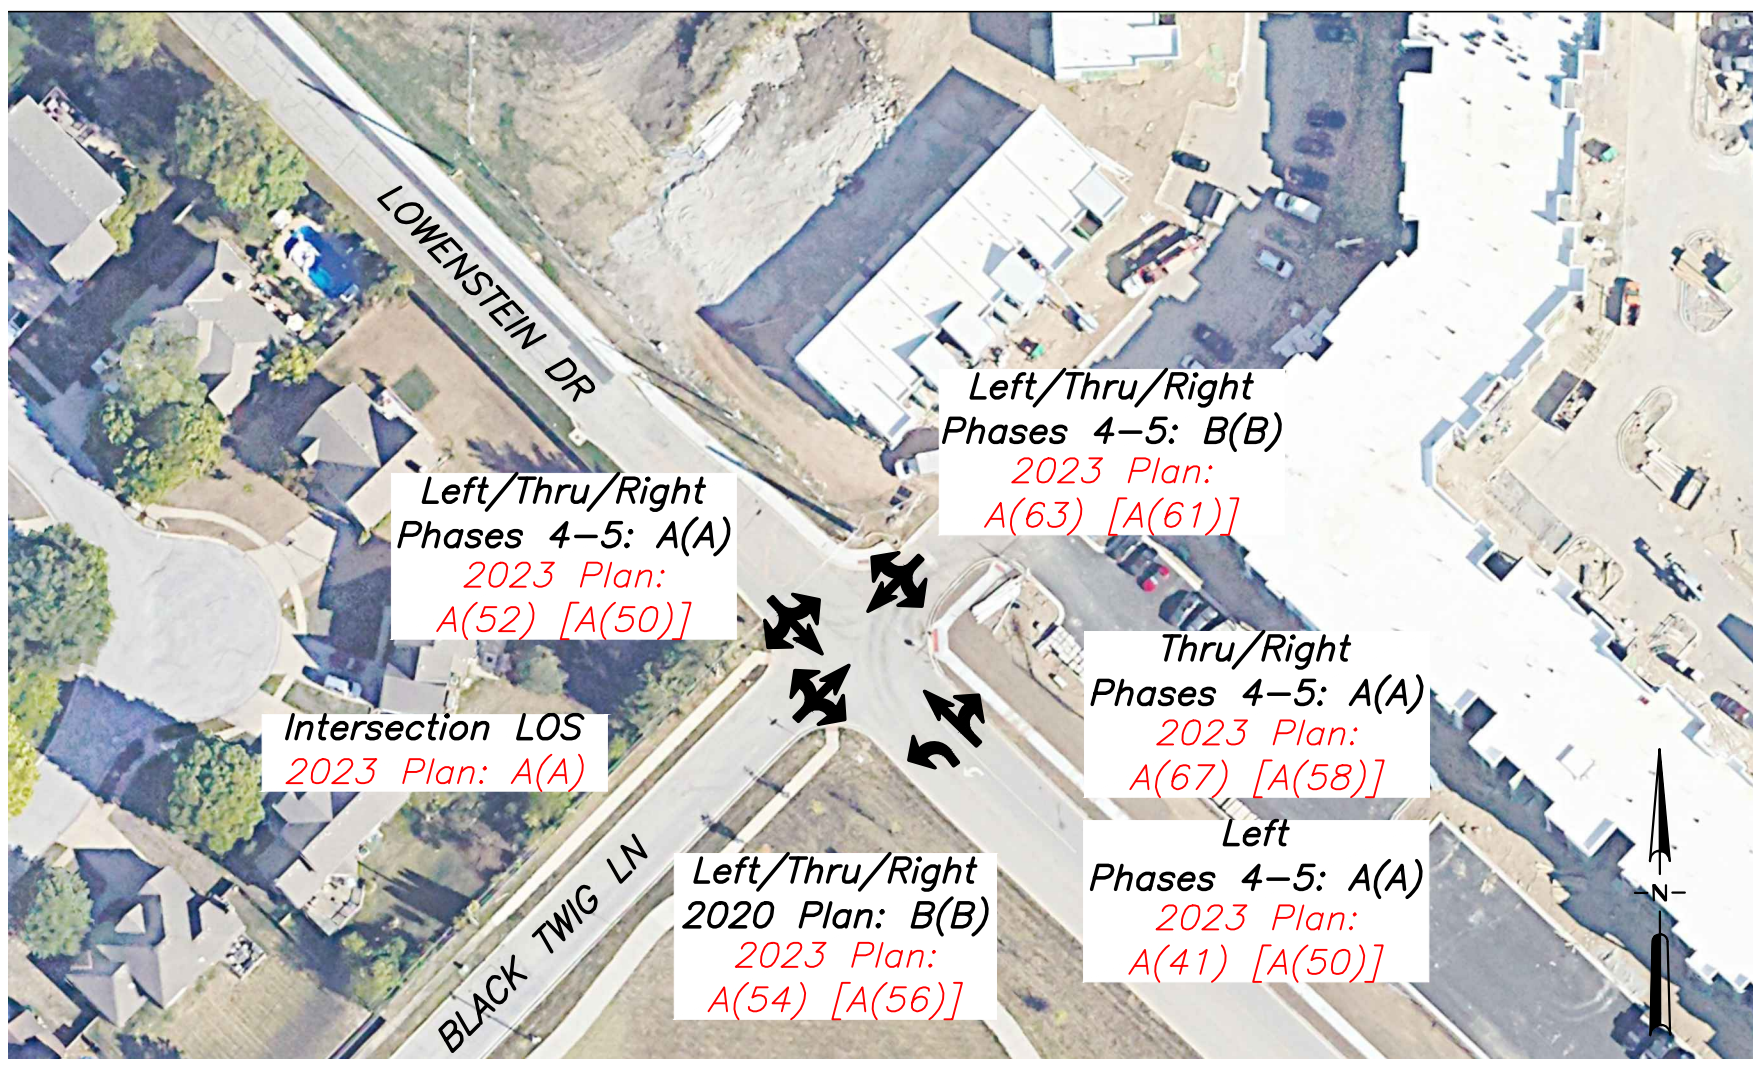 LOWENSTEIN DR
Left/Thru/Right
Phases 4-5: B(B)
2023 Plan:
A(63) [A(61)]
Left/Thru/Right
Phases 4-5: A(A)
2023 Plan:
A(52) [A(50)]
Thru/Right
Phases 4-5: A(A)
2023 Plan:
A(67) [A(58)]
Intersection LOS
2023 Plan: A(A)
Left
Phases 4-5: A(A)
2023 Plan:
A(41) [A(50)]
Left/Thru/Right
2020 Plan: B(B)
2023 Plan:
A(54) [A(56)]
BLACK TWIG LN
-N-